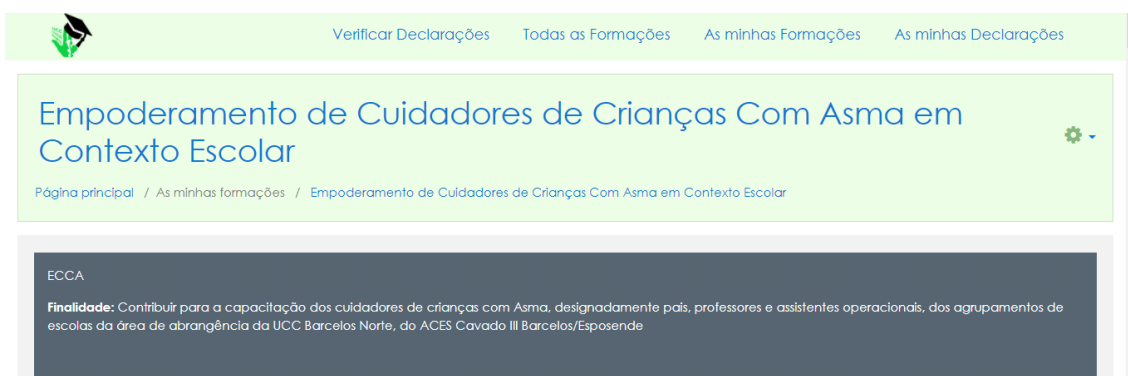 Verificar Declarações Todas as Formações As minhas Formações As minhas Declarações
Empoderamento de Cuidadores de Crianças Com Asma em
Contexto Escolar
Página principal / As minhas formações / Empoderamento de Cuidadores de Crianças Com Asma em Contexto Escolar
ECCA
Finalidade: Contribuir para a capacitação dos cuidadores de crianças com Asma, designadamente pais, professores e assistentes operacionais, dos agrupamentos de
escolas da área de abrangência da UCC Barcelos Norte, do ACES Cavado III Barcelos/Esposende